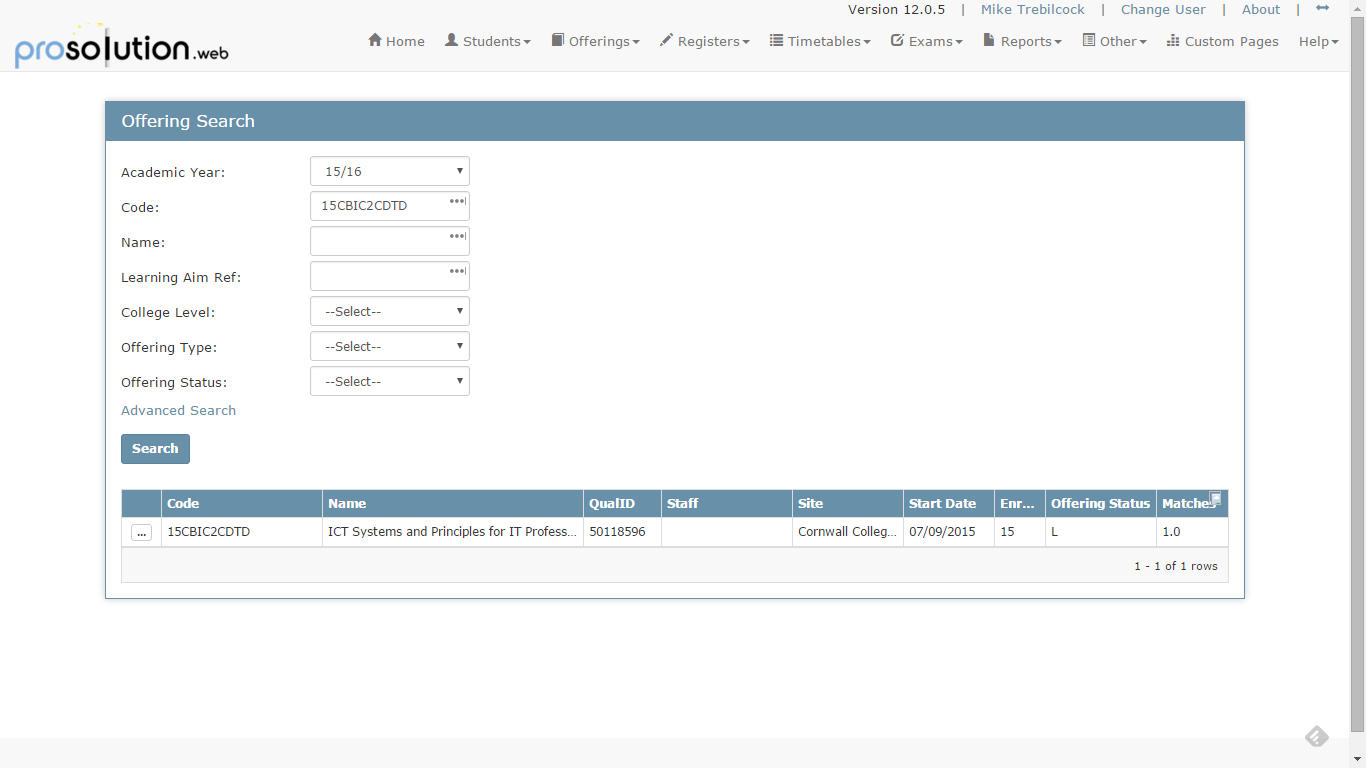 Version 12.0.5 | Mike Trebilcock | Change User | About |
prosolution.web
Home Students Offerings Registers Timetables Exams Reports Other Custom Pages Help
Offering Search
Academic Year: 15/16
Code: 15CBIC2CDTD
Name:
Learning Aim Ref:
College Level: --Select--
Offering Type: --Select--
Offering Status: --Select--
Advanced Search
Search
Code Name QualID Staff Site Start Date Enr... Offering Status Matches
... 15CBIC2CDTD ICT Systems and Principles for IT Profess... 50118596 Cornwall Colleg... 07/09/2015 15 L 1.0
1 - 1 of 1 rows